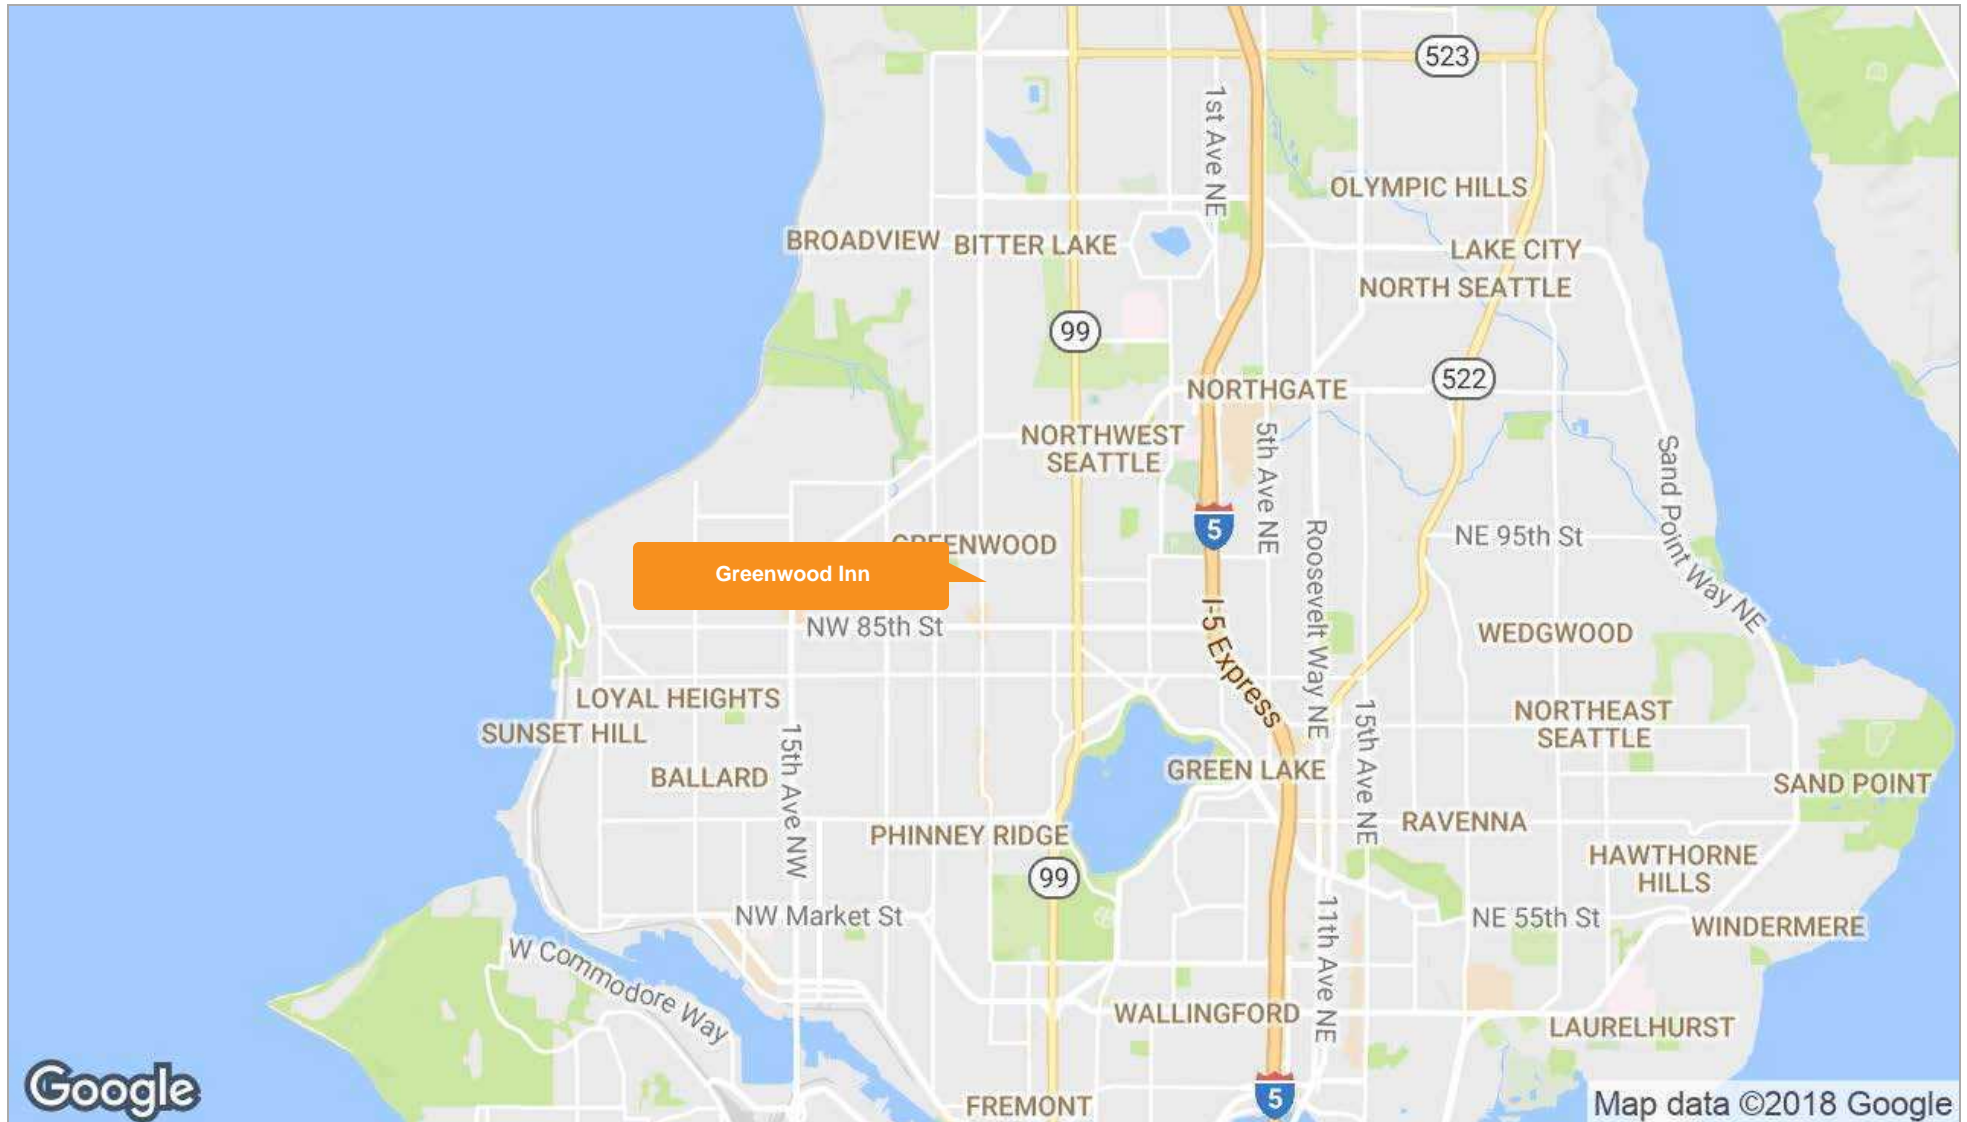 523
1st Ave NE
OLYMPIC HILLS
BROADVIEW
BITTER LAKE
LAKE CITY
NORTH SEATTLE
99
522
NORTHGATE
NORTHWEST
SEATTLE
5th Ave NE
Sand Point Way NE
5
NE 95th St
GREENWOOD
Greenwood Inn
Roosevelt Way NE
I-5 Express
NW 85th St
WEDGWOOD
LOYAL HEIGHTS
SUNSET HILL
15th Ave NW
15th Ave NE
NORTHEAST
SEATTLE
BALLARD
GREEN LAKE
SAND POINT
PHINNEY RIDGE
RAVENNA
HAWTHORNE
HILLS
99
NW Market St
11th Ave NE
NE 55th St
WINDERMERE
W Commodore Way
WALLINGFORD
LAURELHURST
Google
FREMONT
5
Map data ©2018 Google